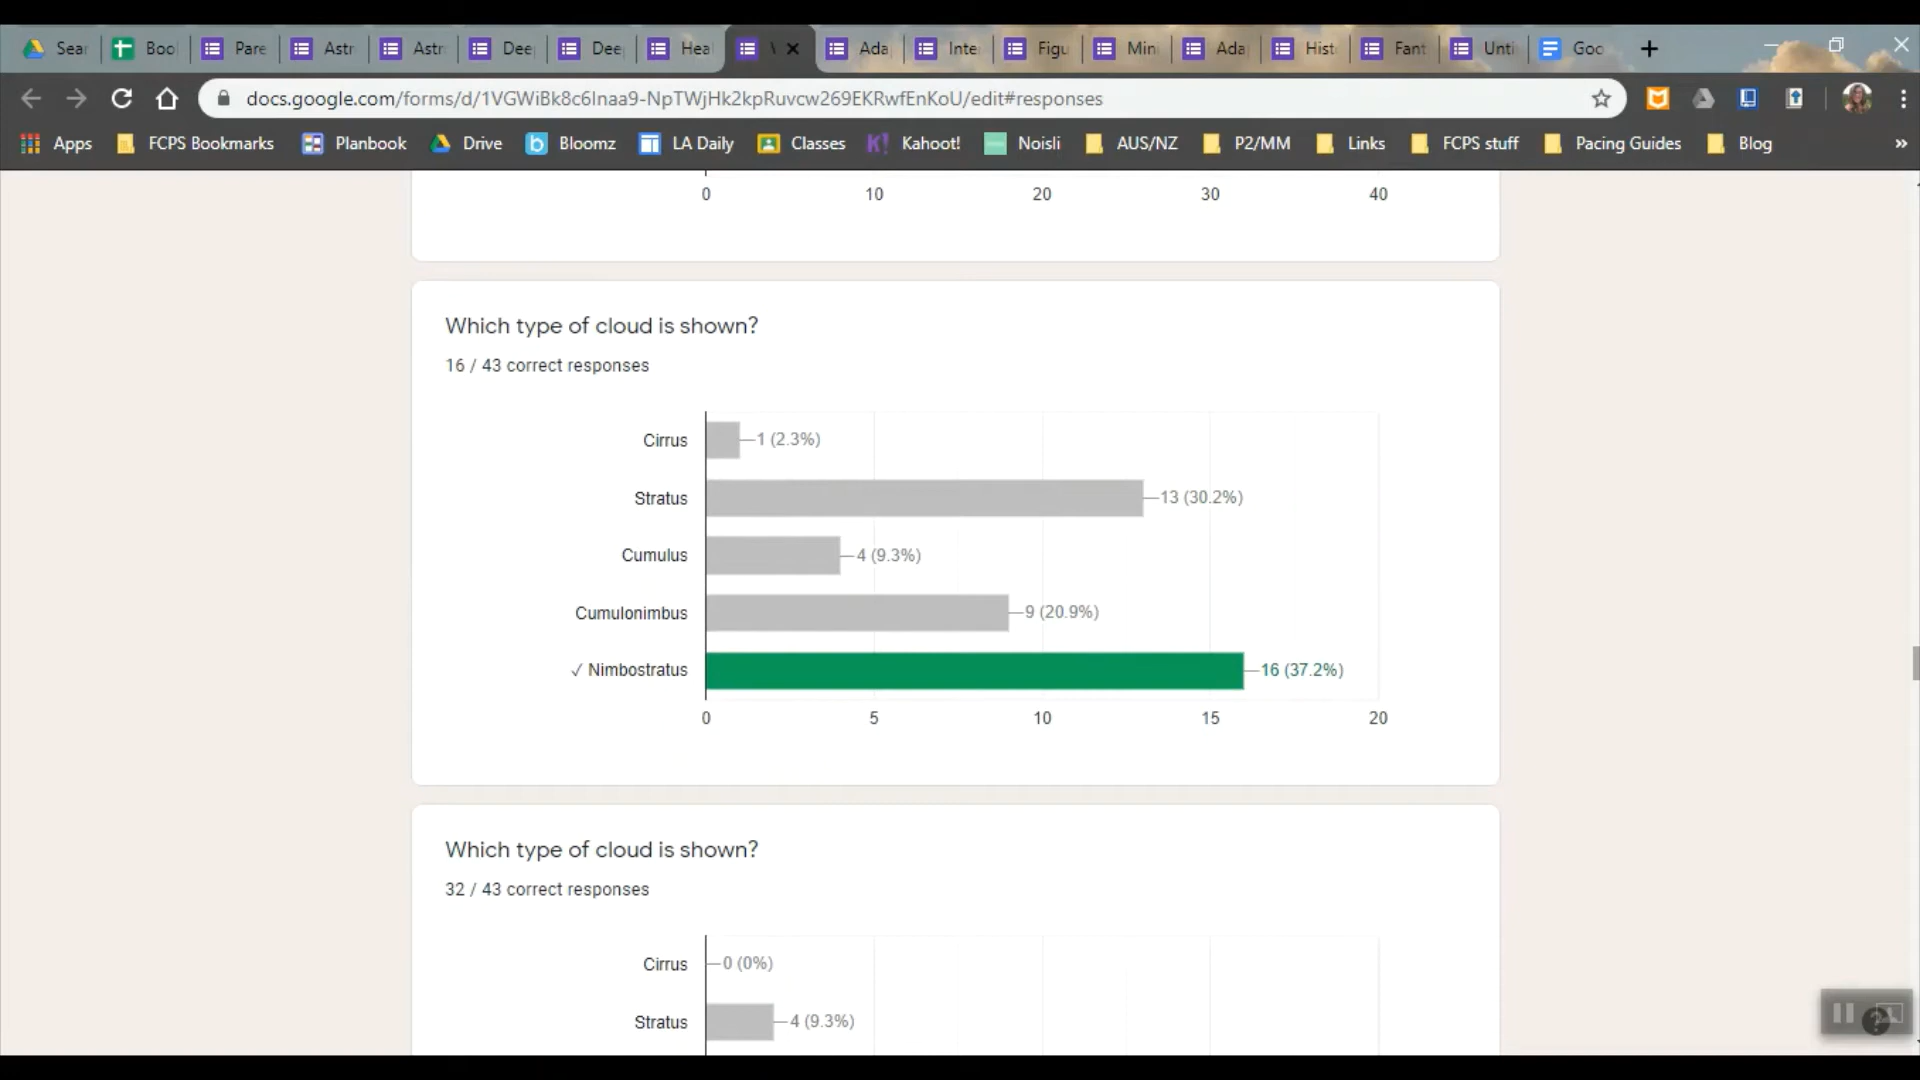 Sear
Boo
Pare
Astr
Astr
Dee
Dee
Hea
Ada
Inte
Figu
Min
Ada
Hist
Fant
Unti
Goo
docs.google.com/forms/d/1VGWiBk8c6Inaa9-NpTWjHk2kpRuvcw269EKRwfEnKoU/edit#responses
Apps FCPS Bookmarks Planbook Drive Bloomz LA Daily Classes Kahoot! Noisli AUS/NZ P2/MM Links FCPS stuff Pacing Guides Blog »
0 10 20 30 40
Which type of cloud is shown?
16 / 43 correct responses
Cirrus 1 (2.3%)
Stratus 13 (30.2%)
Cumulus 4 (9.3%)
Cumulonimbus 9 (20.9%)
✓ Nimbostratus 16 (37.2%)
0 5 10 15 20
Which type of cloud is shown?
32 / 43 correct responses
Cirrus 0 (0%)
Stratus 4 (9.3%)